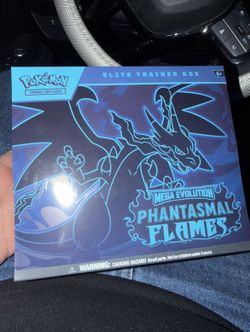 ELITE TRAINER BOX
6+
POKÉMON
TRADING CARD GAME
MEGA EVOLUTION
PHANTASMAL
FLAMES
WARNING: CHOKING HAZARD-Small parts. Not for children under 3 years.